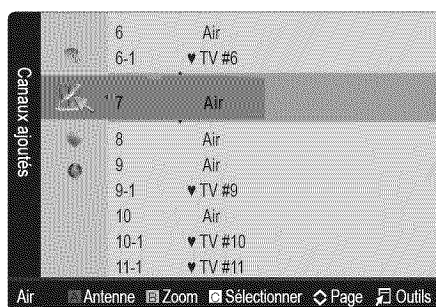 Canaux ajoutés
6 Air
6-1 ♥ TV #6
7 Air
8 Air
9 Air
9-1 ♥ TV #9
10 Air
10-1 ♥ TV #10
11-1 ♥ TV #11
Air A Antenne B Zoom C Sélectionner Page Outils